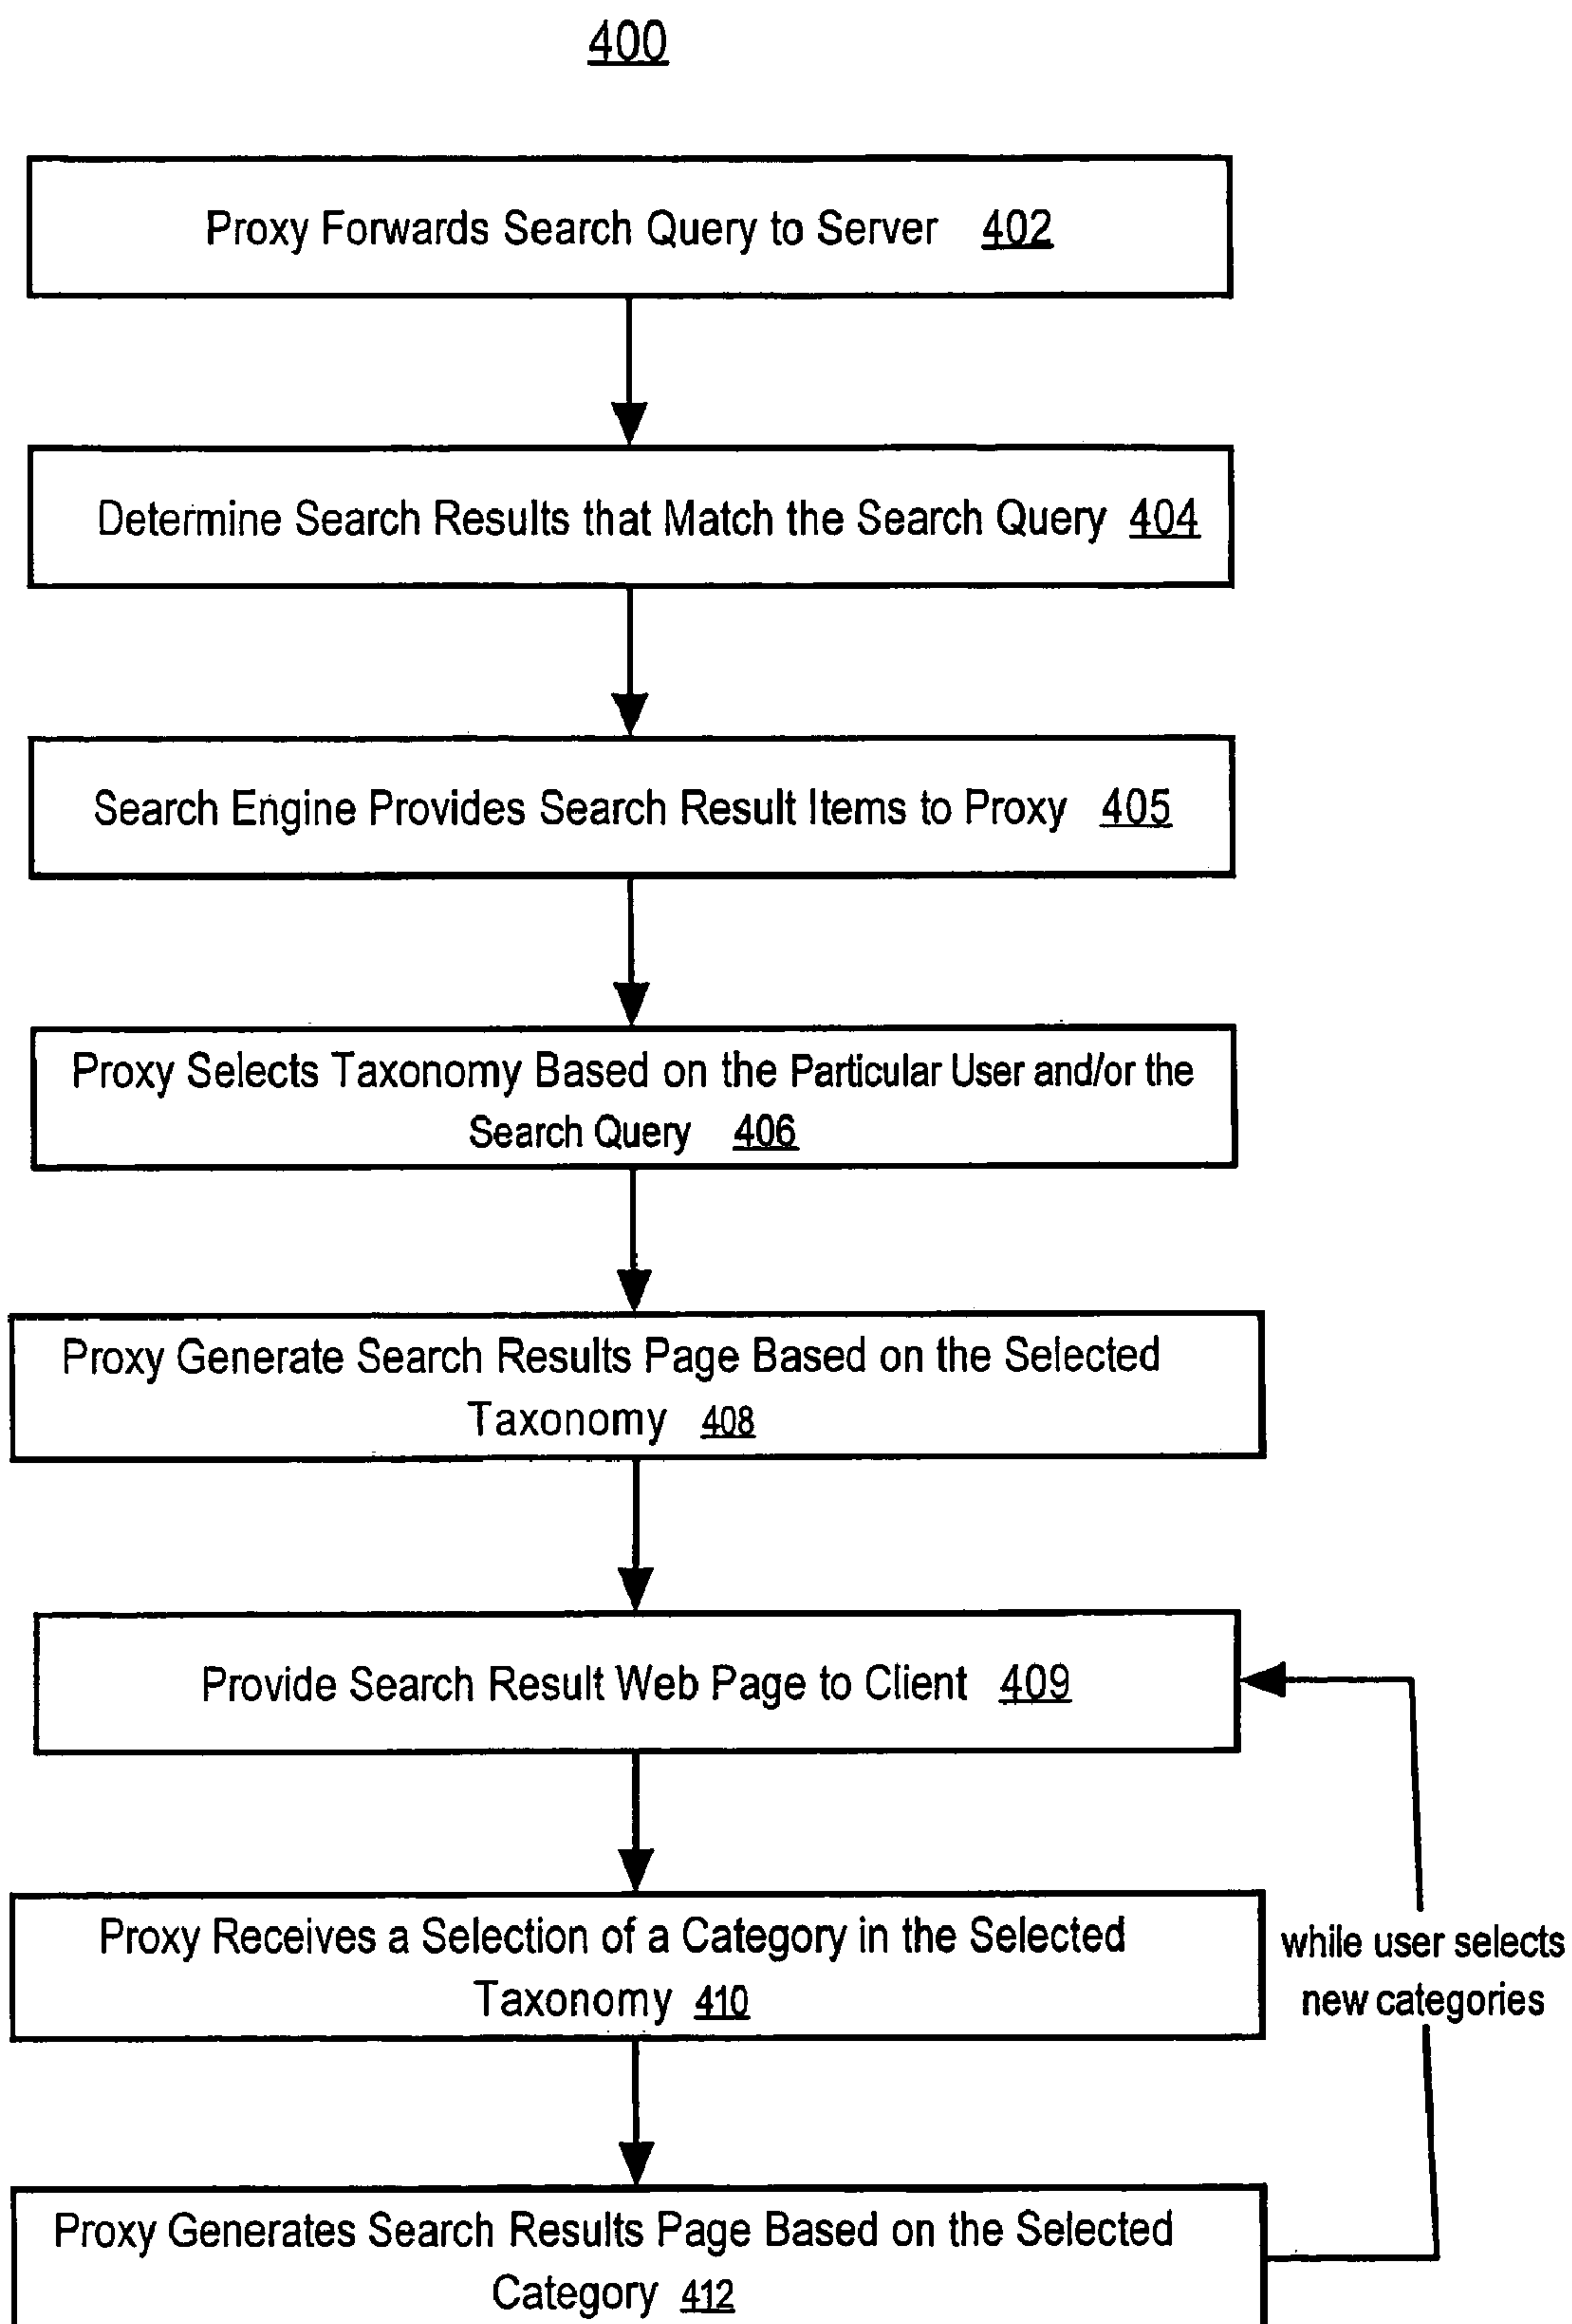 400
Proxy Forwards Search Query to Server 402
Determine Search Results that Match the Search Query 404
Search Engine Provides Search Result Items to Proxy 405
Proxy Selects Taxonomy Based on the Particular User and/or the
Search Query 406
Proxy Generate Search Results Page Based on the Selected
Taxonomy 408
Provide Search Result Web Page to Client 409
Proxy Receives a Selection of a Category in the Selected
Taxonomy 410
while user selects
new categories
Proxy Generates Search Results Page Based on the Selected
Category 412